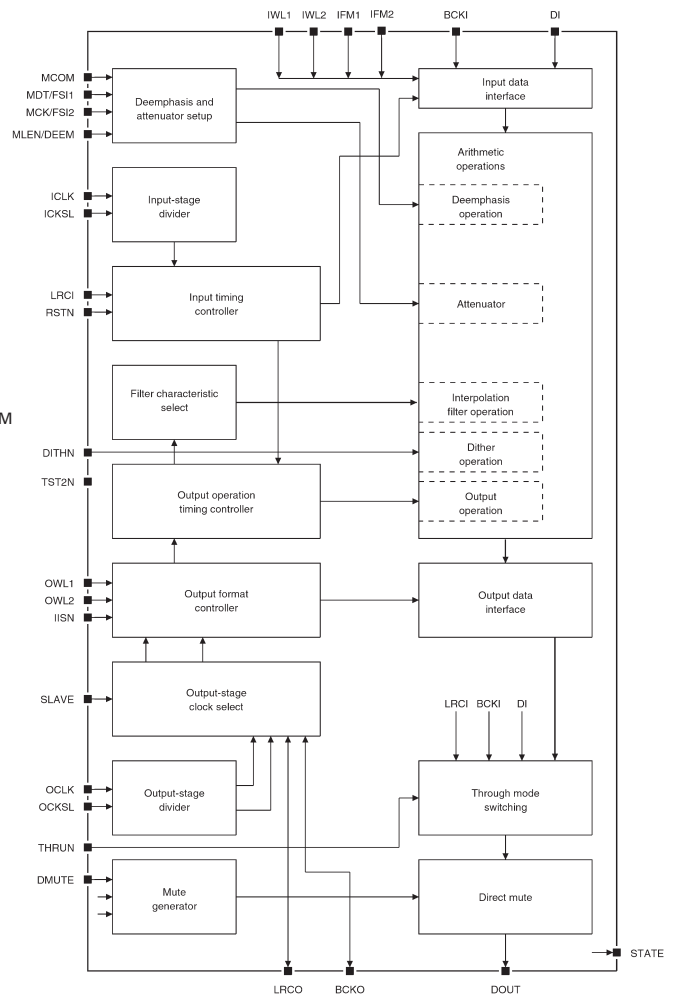 IWL1 IWL2 IFM1 IFM2 BCKI DI
MCOM
MDT/FSI1
MCK/FSI2
MLEN/DEEM
Deemphasis and
attenuator setup
Input data
interface
Arithmetic
operations
Deemphasis
operation
ICLK
ICKSL
Input-stage
divider
LRCI
RSTN
Input timing
controller
Attenuator
Filter characteristic
select
Interpolation
filter operation
M
DITHN
Dither
operation
TST2N
Output operation
timing controller
Output
operation
OWL1
OWL2
IISN
Output format
controller
Output data
interface
SLAVE
Output-stage
clock select
LRCI BCKI DI
OCLK
OCKSL
Output-stage
divider
Through mode
switching
THRUN
DMUTE
Mute
generator
Direct mute
STATE
LRCO BCKO DOUT